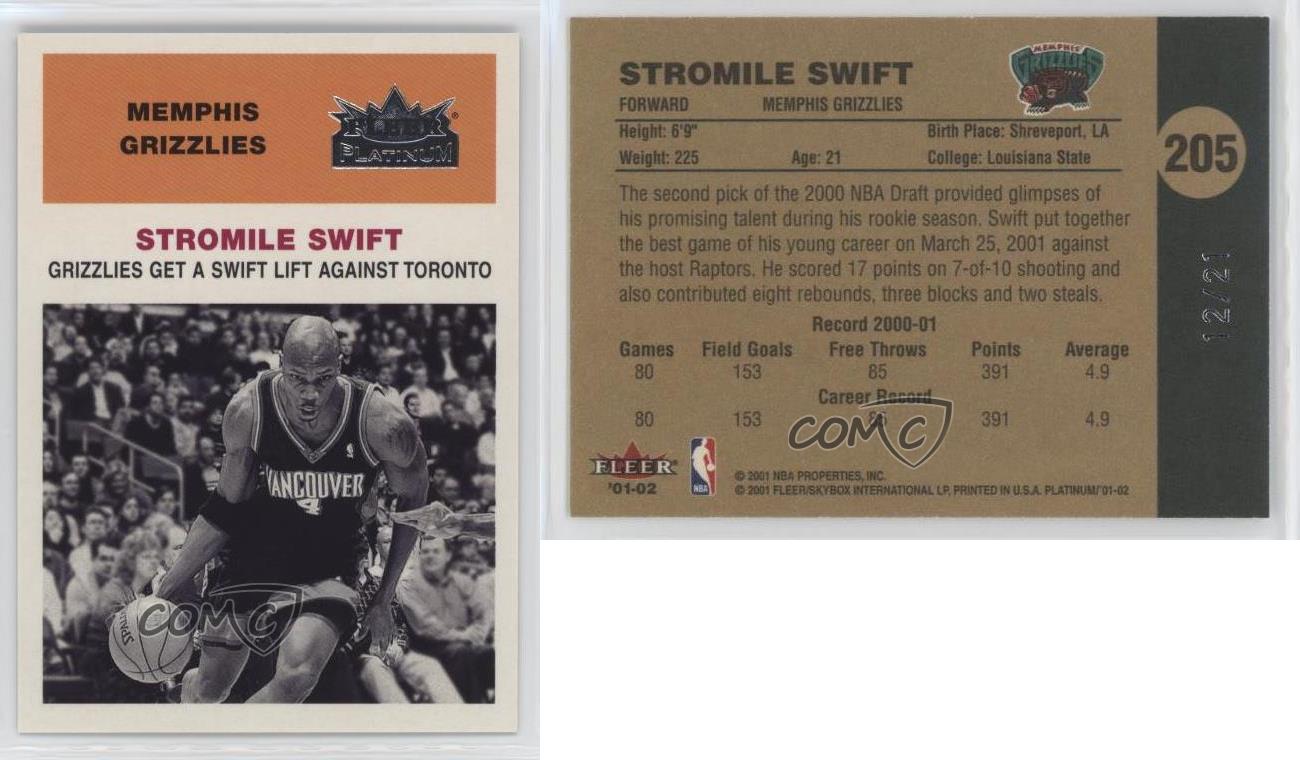 MEMPHIS
GRIZZLIES
FLEER®
PLATINUM
STROMILE SWIFT
GRIZZLIES GET A SWIFT LIFT AGAINST TORONTO
VANCOUVER
4
SPALDING
COMC
STROMILE SWIFT
MEMPHIS
GRIZZLIES
FORWARD MEMPHIS GRIZZLIES
Height: 6'9" Birth Place: Shreveport, LA
Weight: 225 Age: 21 College: Louisiana State
205
The second pick of the 2000 NBA Draft provided glimpses of
his promising talent during his rookie season. Swift put together
the best game of his young career on March 25, 2001 against
the host Raptors. He scored 17 points on 7-of-10 shooting and
also contributed eight rebounds, three blocks and two steals.
12/21
Record 2000-01
Games Field Goals Free Throws Points Average
80 153 85 391 4.9
Career Record
80 153 85 391 4.9
COMC
FLEER
'01-02
NBA
© 2001 NBA PROPERTIES, INC.
© 2001 FLEER/SKYBOX INTERNATIONAL LP, PRINTED IN U.S.A. PLATINUM/'01-02